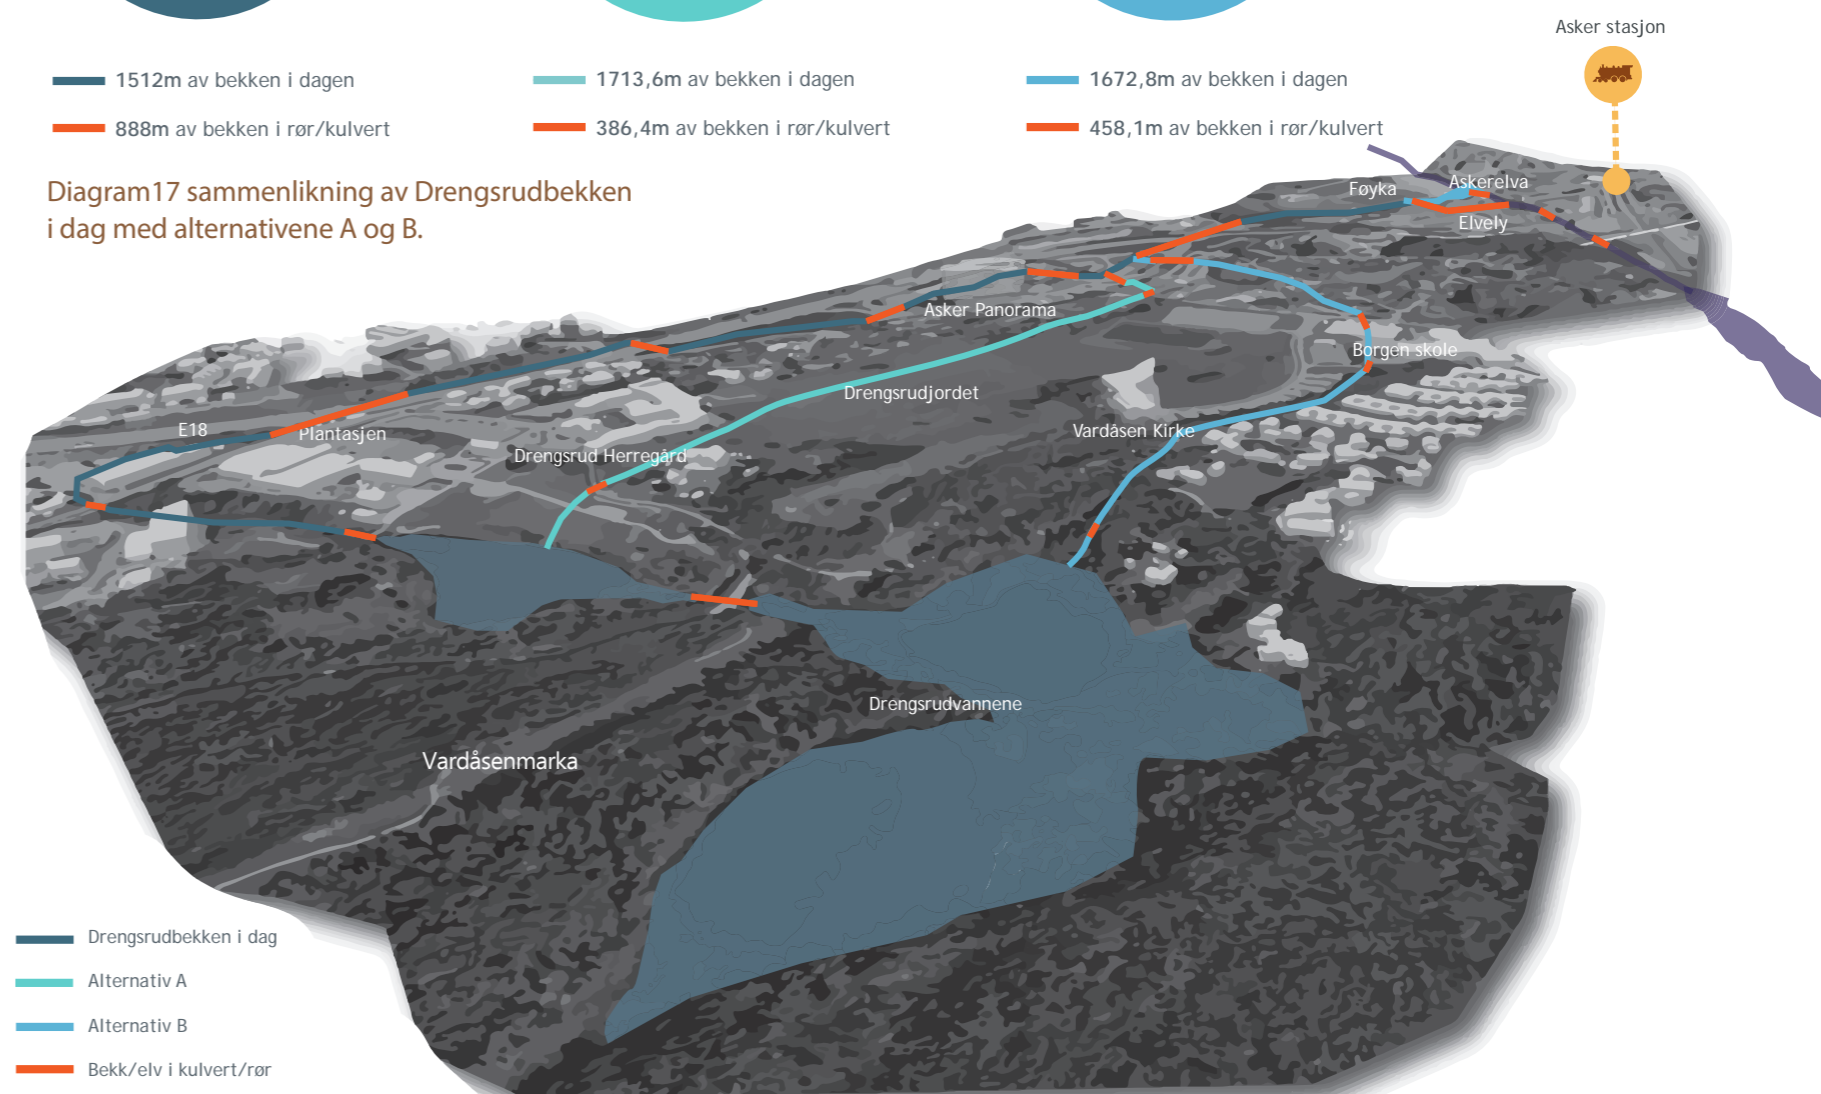 Asker stasjon
1512m av bekken i dagen
888m av bekken i rør/kulvert
1713,6m av bekken i dagen
386,4m av bekken i rør/kulvert
1672,8m av bekken i dagen
458,1m av bekken i rør/kulvert
Diagram17 sammenlikning av Drengsrudbekken
i dag med alternativene A og B.
Føyka
Askerelva
Elvely
Asker Panorama
Borgen skole
Drengsrudjordet
E18
Plantasjen
Vardåsen Kirke
Drengsrud Herregård
Drengsrudvannene
Vardåsenmarka
Drengsrudbekken i dag
Alternativ A
Alternativ B
Bekk/elv i kulvert/rør